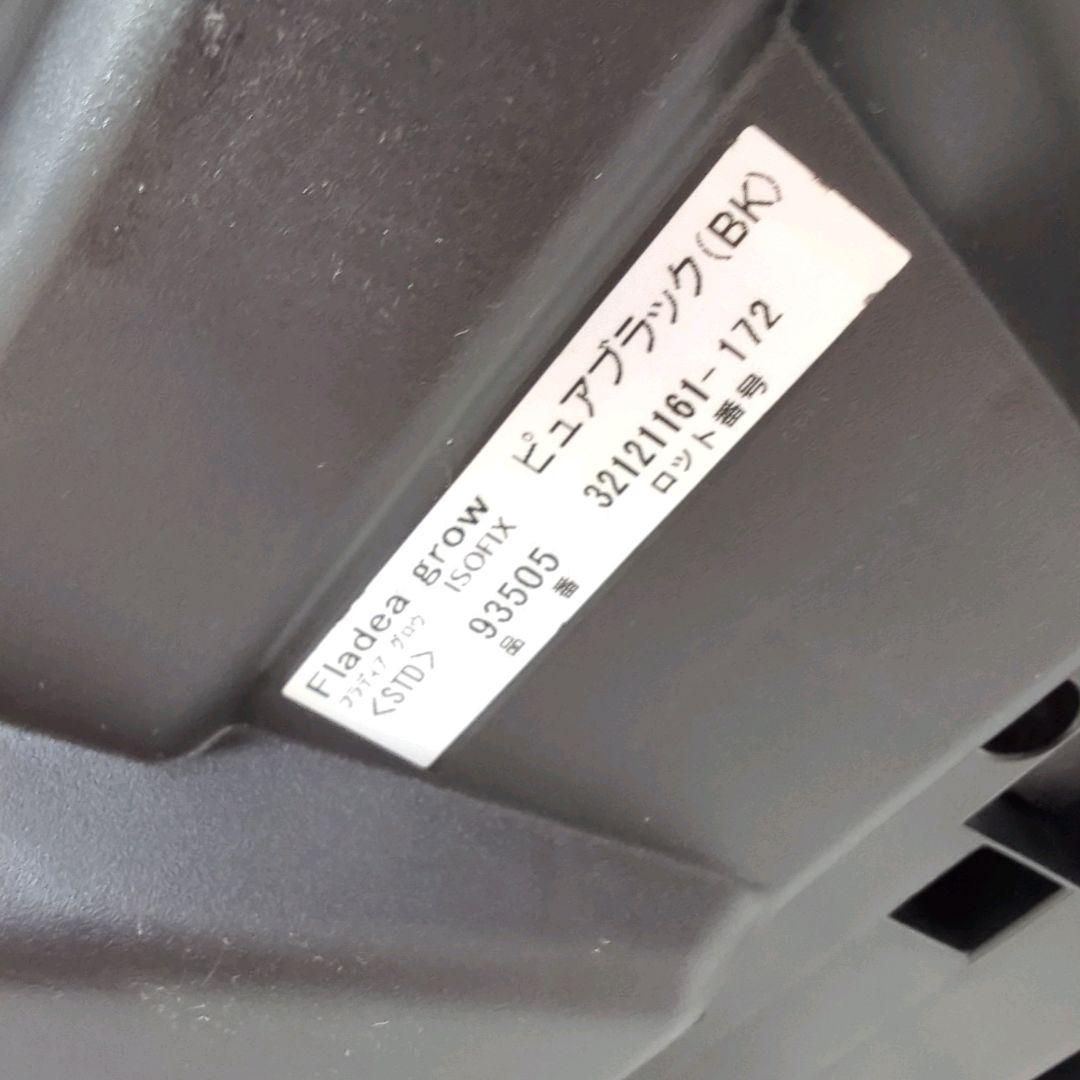 Fladea grow ピュアブラック(BK)
フラディア グロウ ISOFIX
<STD> 93505 32121161-172
品 番 ロット番号